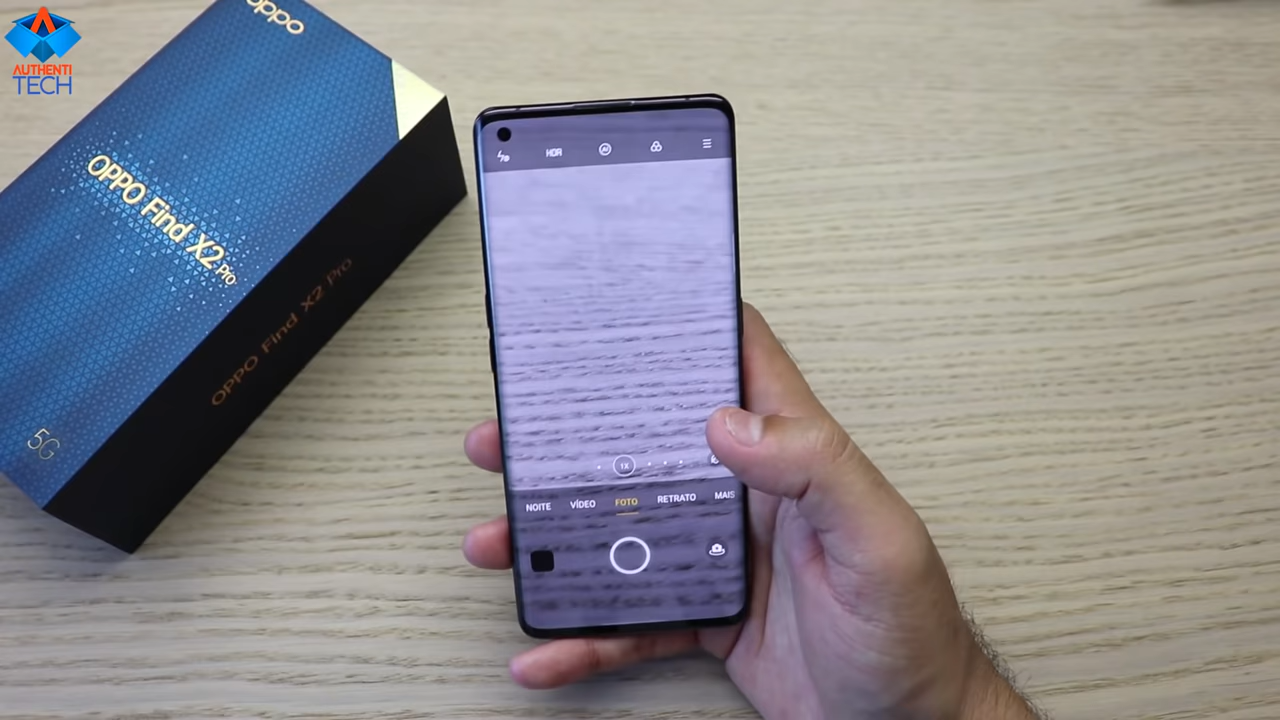 oppo
AUTHENTI
TECH
OPPO Find X2 Pro
OPPO Find X2 Pro
5G
HDR
AI
1X
NOITE VÍDEO FOTO RETRATO MAIS